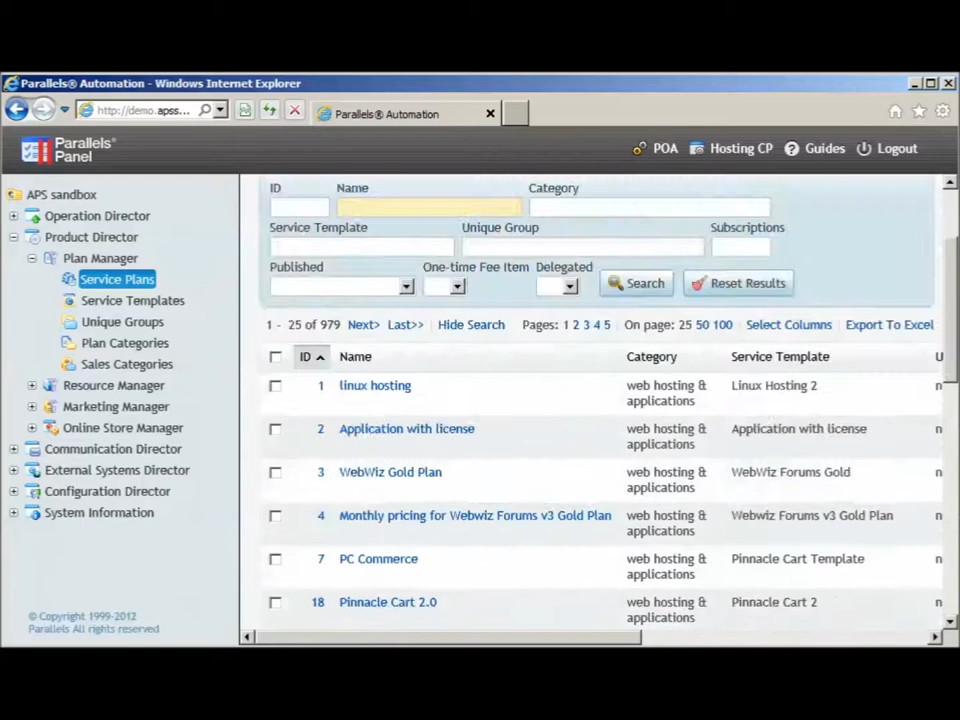 Parallels® Automation - Windows Internet Explorer
http://demo.apss...
Parallels® Automation
Parallels® Panel
POA Hosting CP Guides Logout
APS sandbox
Operation Director
Product Director
Plan Manager
Service Plans
Service Templates
Unique Groups
Plan Categories
Sales Categories
Resource Manager
Marketing Manager
Online Store Manager
Communication Director
External Systems Director
Configuration Director
System Information
© Copyright 1999-2012
Parallels All rights reserved
ID Name Category
Service Template Unique Group Subscriptions
Published One-time Fee Item Delegated Search Reset Results
1 - 25 of 979 Next> Last>> Hide Search Pages: 1 2 3 4 5 On page: 25 50 100 Select Columns Export To Excel
ID Name Category Service Template U
1 linux hosting web hosting & applications Linux Hosting 2 n
2 Application with license web hosting & applications Application with license n
3 WebWiz Gold Plan web hosting & applications WebWiz Forums Gold n
4 Monthly pricing for Webwiz Forums v3 Gold Plan web hosting & applications Webwiz Forums v3 Gold Plan n
7 PC Commerce web hosting & applications Pinnacle Cart Template n
18 Pinnacle Cart 2.0 web hosting & applications Pinnacle Cart 2 n